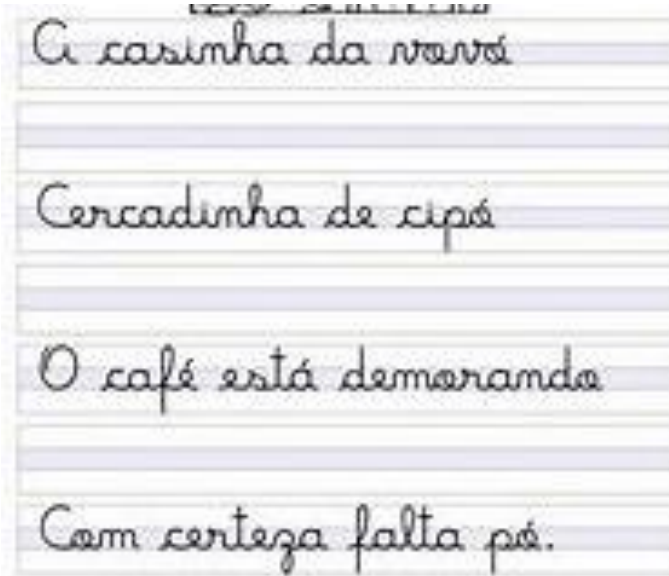 A casinha da vovó
Cercadinha de cipó
O café está demorando
Com certeza falta pó.